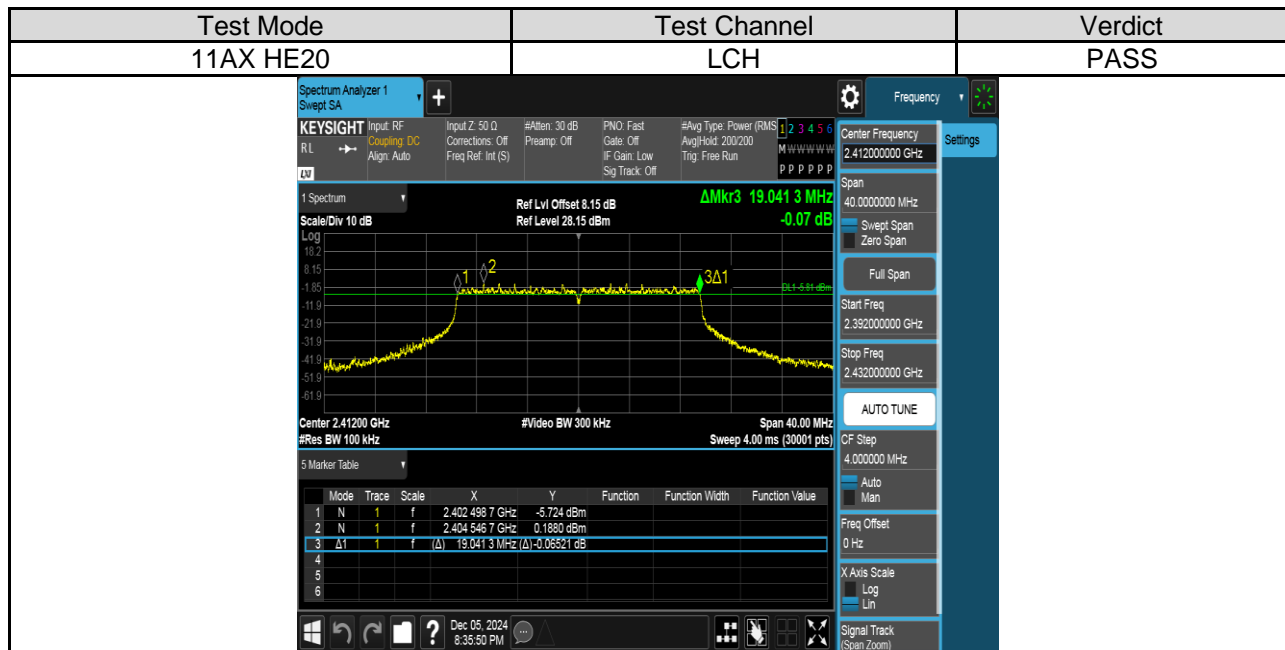 Test Mode Test Channel Verdict
11AX HE20 LCH PASS
Spectrum Analyzer 1
Swept SA
+
Frequency
KEYSIGHT
RL
LXI
Input: RF
Coupling: DC
Align: Auto
Input Z: 50 Ω
Corrections: Off
Freq Ref: Int (S)
#Atten: 30 dB
Preamp: Off
PNO: Fast
Gate: Off
IF Gain: Low
Sig Track: Off
#Avg Type: Power (RMS
Avg|Hold: 200/200
Trig: Free Run
1 2 3 4 5 6
M W W W W W
P P P P P P
1 Spectrum
Scale/Div 10 dB
Ref Lvl Offset 8.15 dB
Ref Level 28.15 dBm
ΔMkr3 19.041 3 MHz
-0.07 dB
Log
18.2
8.15
-1.85
-11.9
-21.9
-31.9
-41.9
-51.9
-61.9
1
2
3Δ1
DL1 -5.81 dBm
Center 2.41200 GHz #Video BW 300 kHz Span 40.00 MHz
#Res BW 100 kHz Sweep 4.00 ms (30001 pts)
5 Marker Table
Mode Trace Scale X Y Function Function Width Function Value
1 N 1 f 2.402 498 7 GHz -5.724 dBm
2 N 1 f 2.404 546 7 GHz 0.1880 dBm
3 Δ1 1 f (Δ) 19.041 3 MHz (Δ) -0.06521 dB
4
5
6
?
Dec 05, 2024
8:35:50 PM
Center Frequency
2.412000000 GHz
Span
40.0000000 MHz
Swept Span
Zero Span
Full Span
Start Freq
2.392000000 GHz
Stop Freq
2.432000000 GHz
AUTO TUNE
CF Step
4.000000 MHz
Auto
Man
Freq Offset
0 Hz
X Axis Scale
Log
Lin
Signal Track
(Span Zoom)
Settings